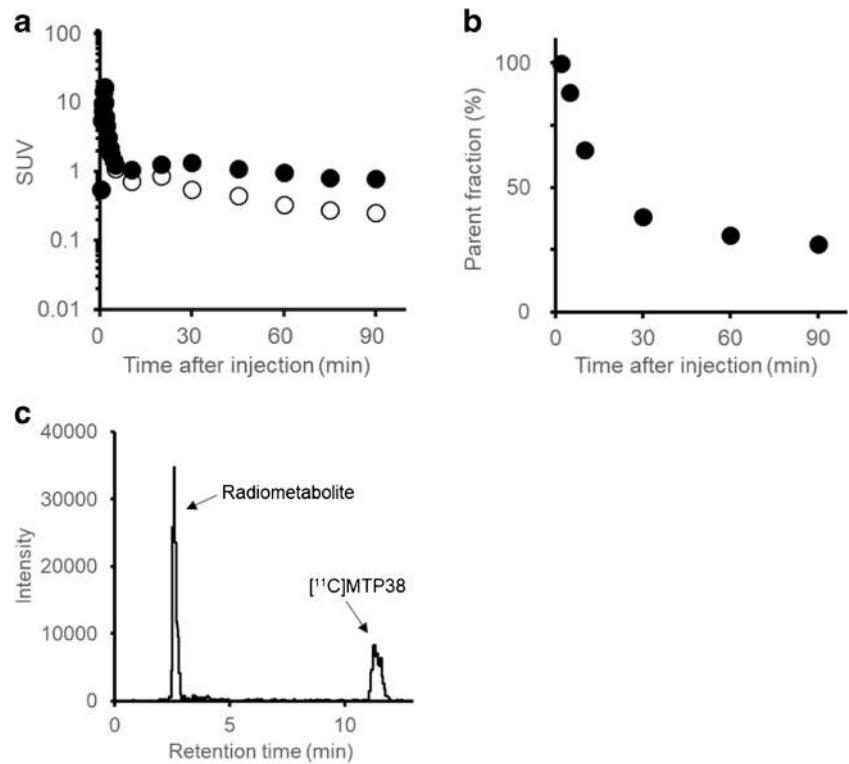 a
100
10
1
0.1
0.01
SUV
0
30
60
90
Time after injection (min)
b
100
50
0
Parent fraction (%)
0
30
60
90
Time after injection (min)
c
40000
30000
20000
10000
0
Intensity
Radiometabolite
[¹¹C]MTP38
0
5
10
Retention time (min)